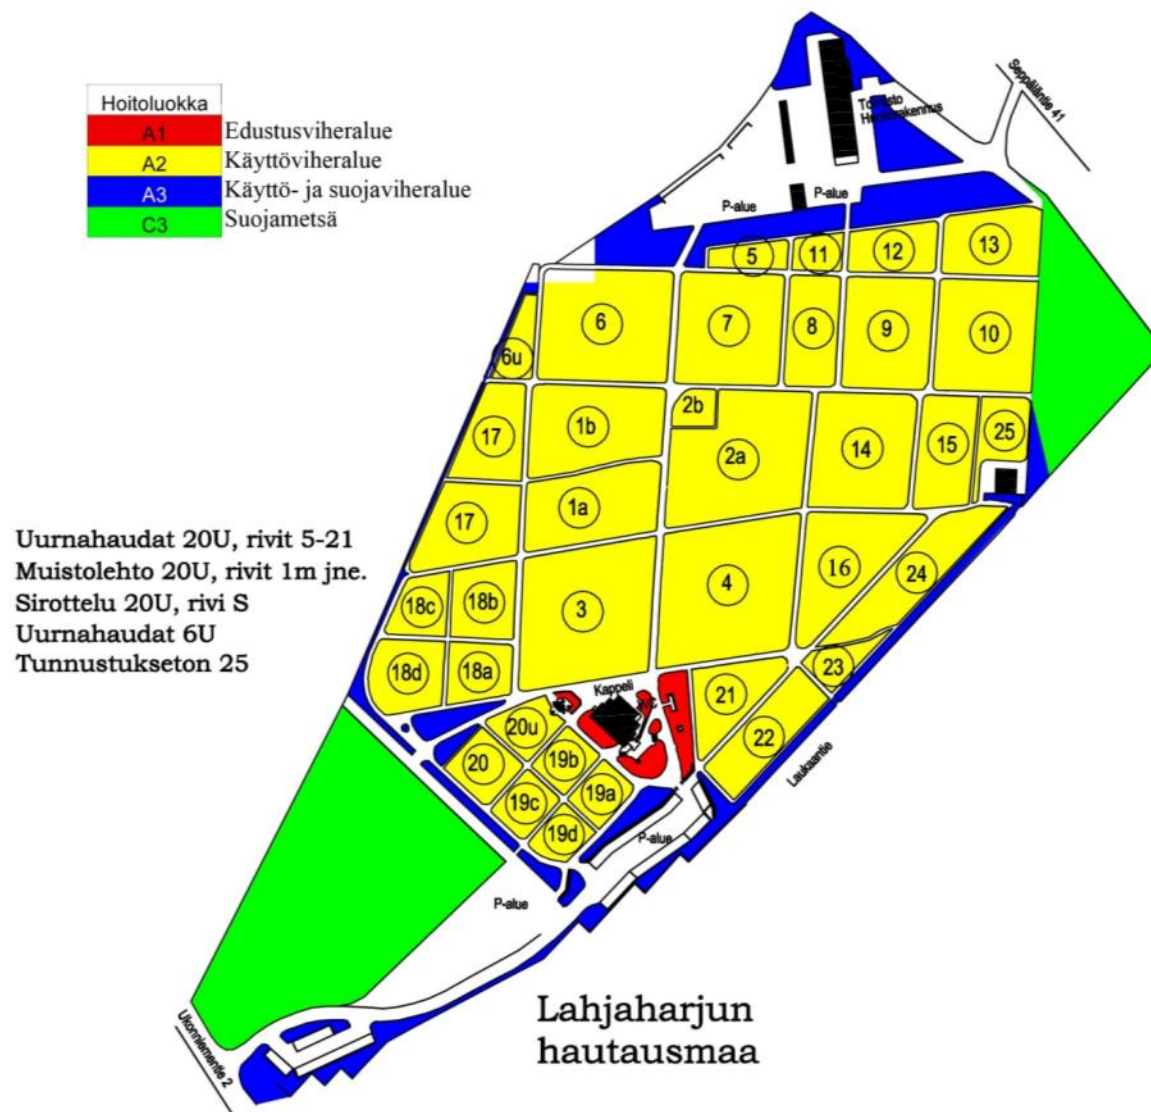 Hoitoluokka
A1 Edustusviheralue
A2 Käyttöviheralue
A3 Käyttö- ja suojaviheralue
C3 Suojametsä
Seppäläntie 41
Toimisto
P-alue
P-alue
5
11
12
13
6
7
8
9
10
6u
17
1b
2b
2a
14
15
25
17
1a
Uurnahaudat 20U, rivit 5-21
Muistolehto 20U, rivit 1m jne.
Sirottelu 20U, rivi S
Uurnahaudat 6U
Tunnustukseton 25
18c
18b
3
4
16
24
18d
18a
Kappeli
21
23
20u
22
20
19b
19a
19c
19d
Laukaantie
P-alue
P-alue
Ukonniementie 2
Lahjaharjun
hautausmaa